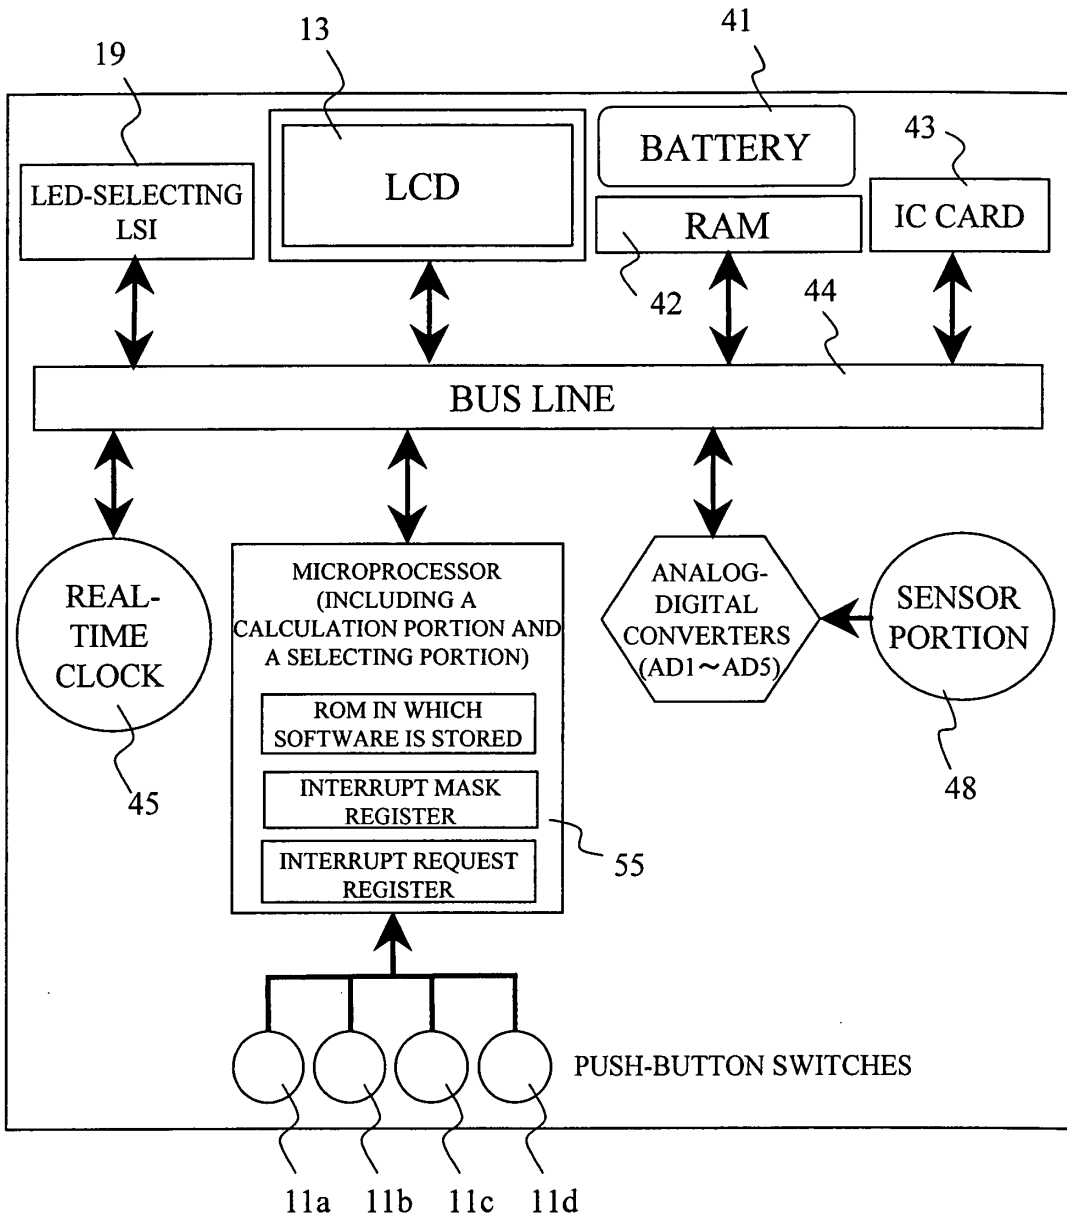 19
13
41
43
LED-SELECTING
LSI
LCD
BATTERY
RAM
IC CARD
42
44
BUS LINE
REAL-
TIME
CLOCK
45
MICROPROCESSOR
(INCLUDING A
CALCULATION PORTION AND
A SELECTING PORTION)
ROM IN WHICH
SOFTWARE IS STORED
INTERRUPT MASK
REGISTER
INTERRUPT REQUEST
REGISTER
55
ANALOG-
DIGITAL
CONVERTERS
(AD1～AD5)
SENSOR
PORTION
48
PUSH-BUTTON SWITCHES
11a
11b
11c
11d